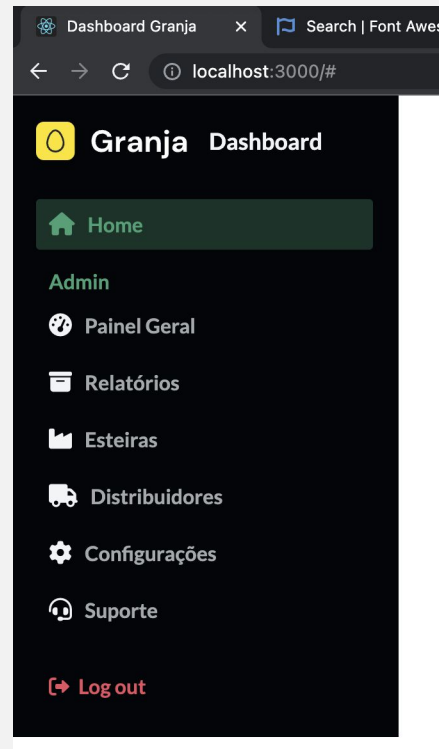 Dashboard Granja
Search | Font Awes
localhost:3000/#
Granja Dashboard
Home
Admin
Painel Geral
Relatórios
Esteiras
Distribuidores
Configurações
Suporte
Log out